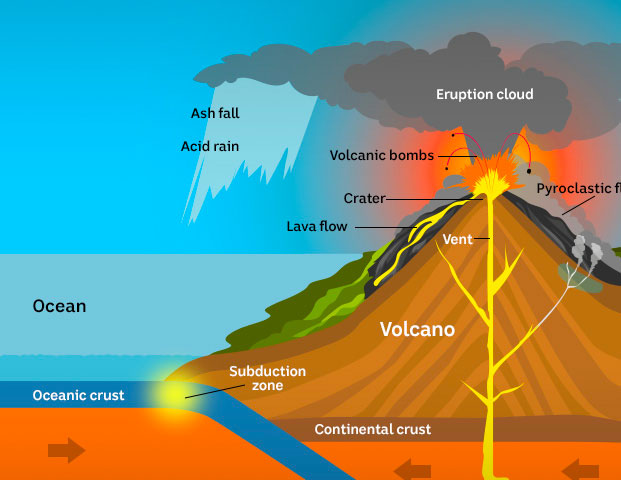 Eruption cloud
Ash fall
Acid rain
Volcanic bombs
Pyroclastic fl
Crater
Lava flow
Vent
Ocean
Volcano
Subduction
zone
Oceanic crust
Continental crust